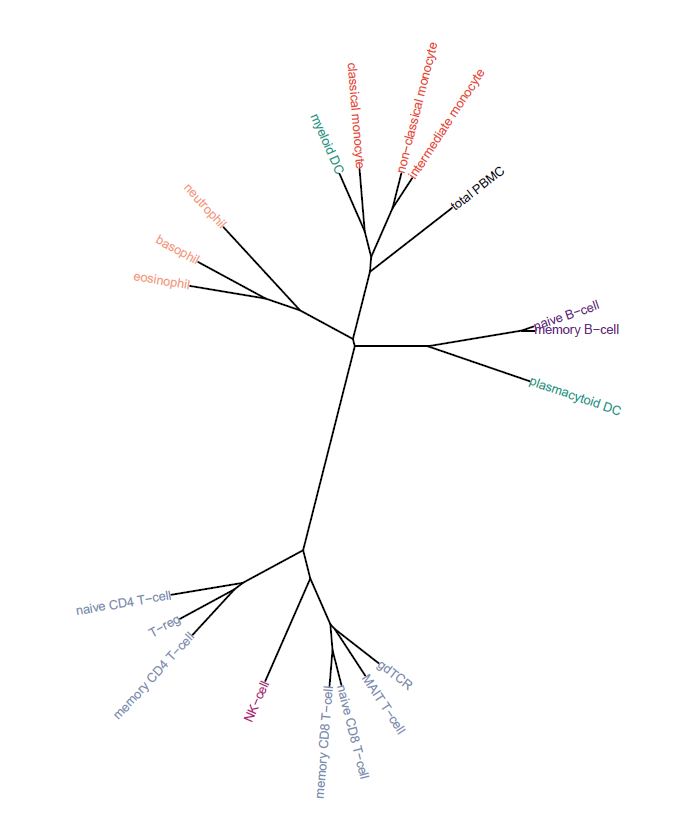 non−classical monocyte
classical monocyte
intermediate monocyte
myeloid DC
total PBMC
neutrophil
basophil
eosinophil
naive B−cell
memory B−cell
plasmacytoid DC
naive CD4 T−cell
T−reg
memory CD4 T−cell
NK−cell
memory CD8 T−cell
naive CD8 T−cell
MAIT T−cell
gdTCR